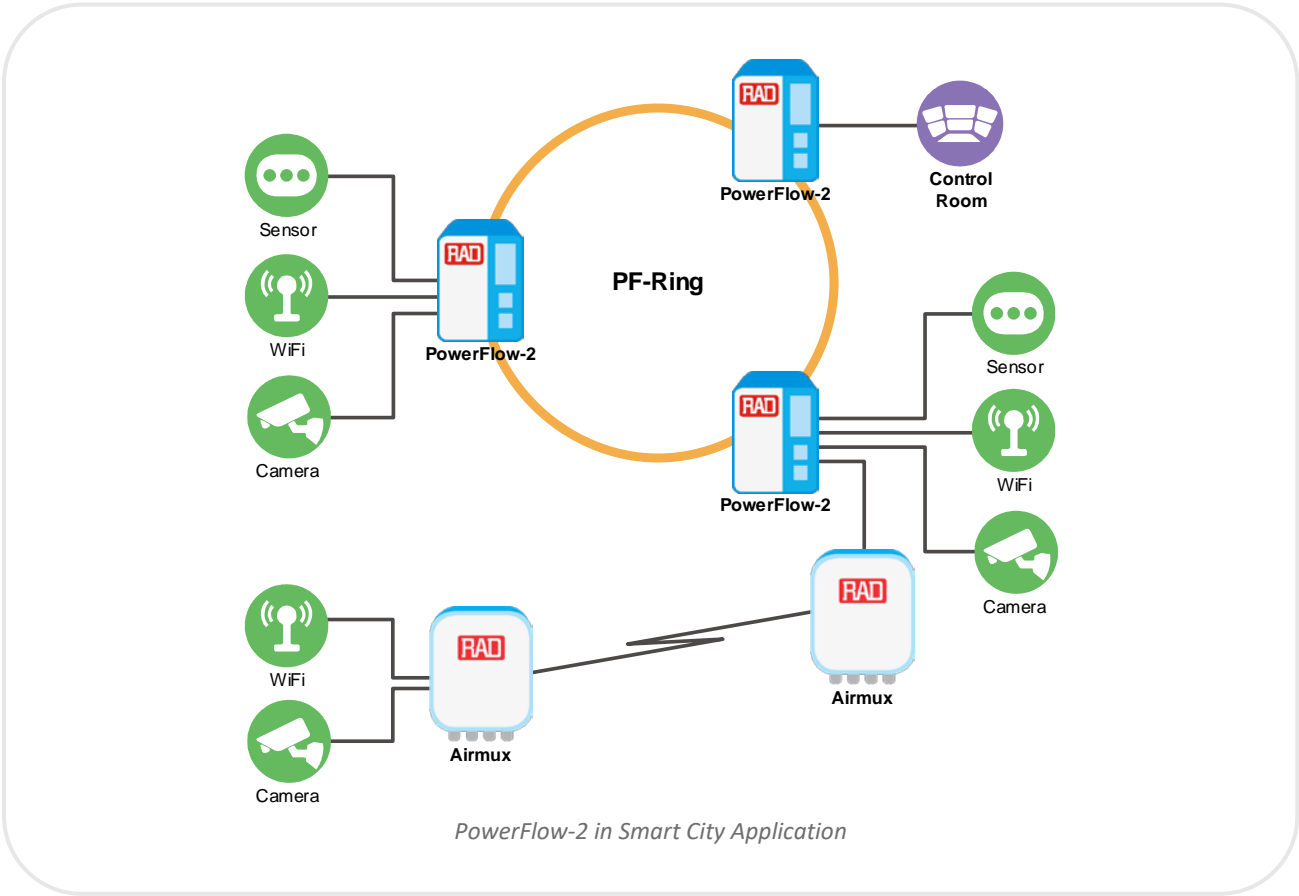 RAD
PowerFlow-2
Control
Room
Sensor
RAD
PF-Ring
WiFi
PowerFlow-2
Sensor
RAD
Camera
WiFi
PowerFlow-2
RAD
Camera
WiFi
RAD
Airmux
Airmux
Camera
PowerFlow-2 in Smart City Application